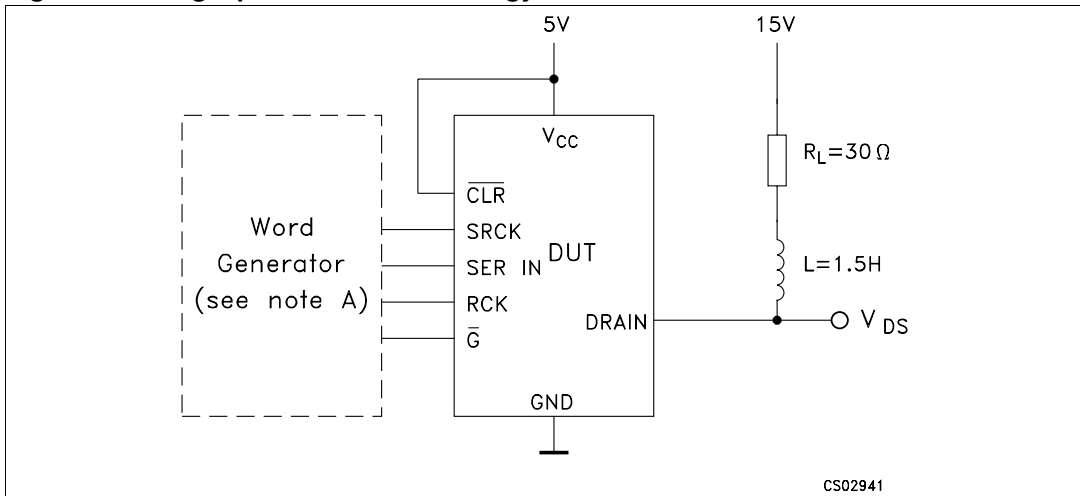 5V
15V
VCC
RL=30Ω
CLR
SRCK
Word
Generator
(see note A)
SER IN
DUT
L=1.5H
RCK
DRAIN
VDS
G
GND
CS02941